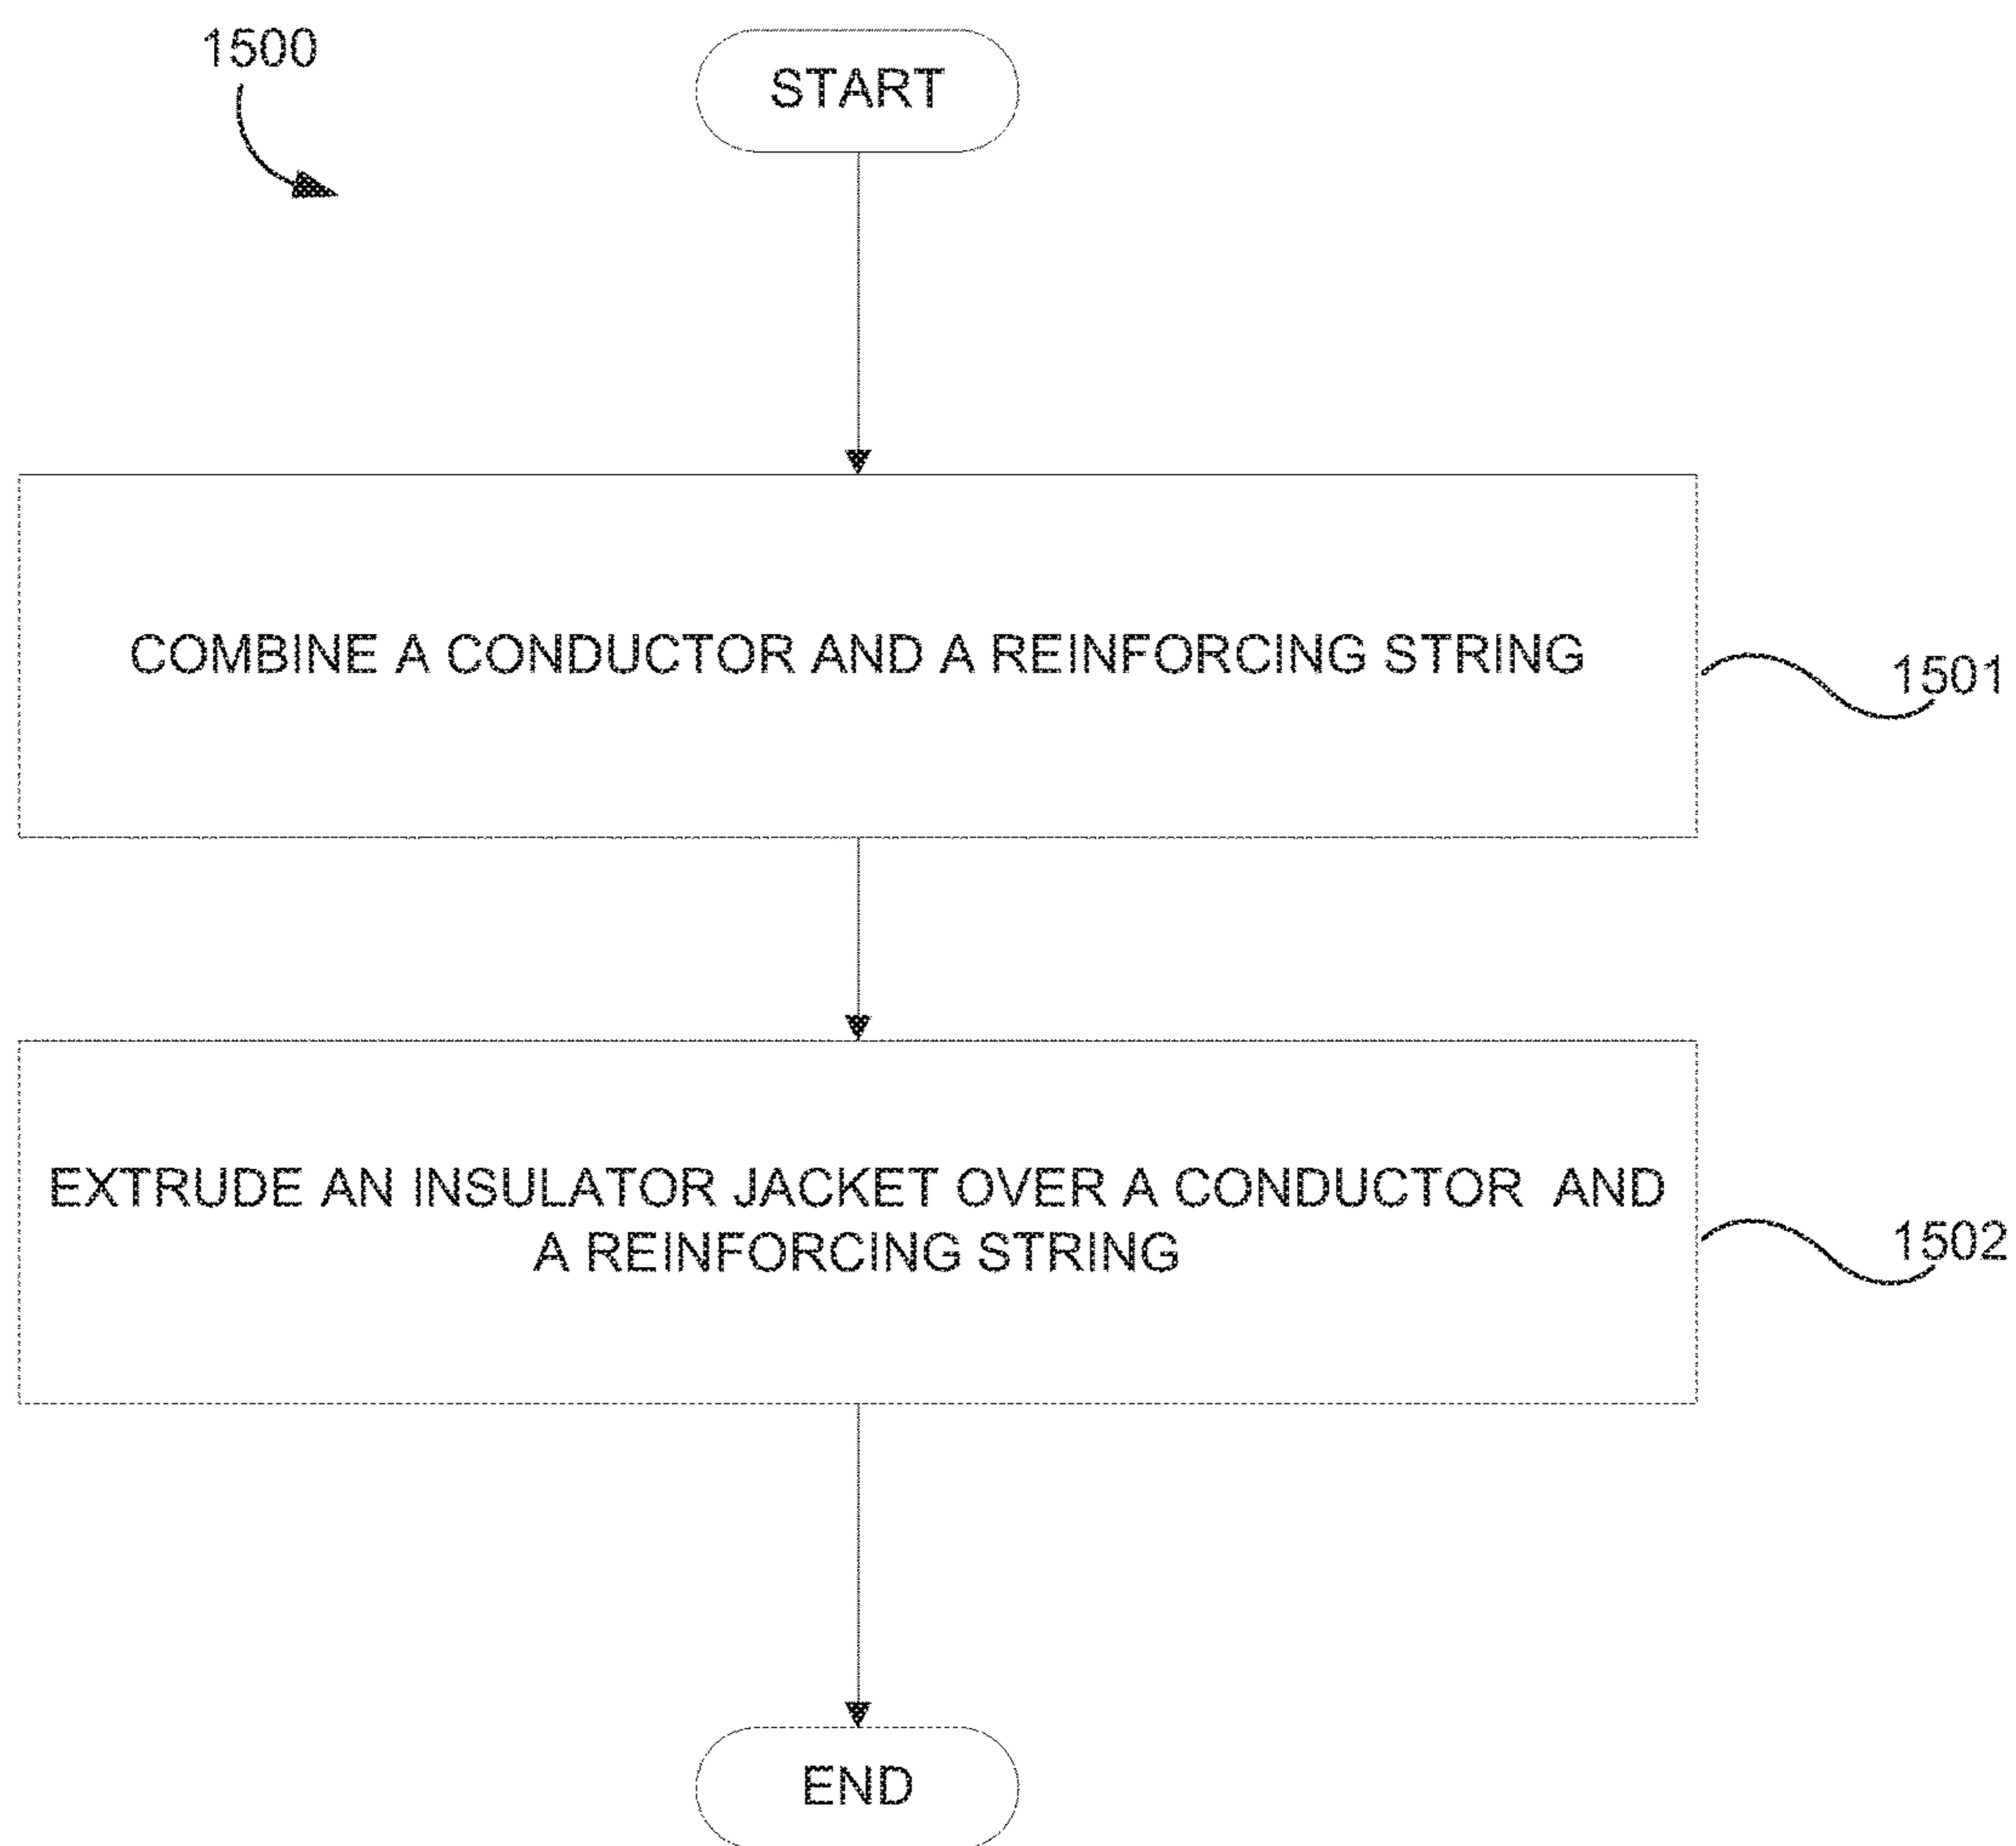 1500
START
COMBINE A CONDUCTOR AND A REINFORCING STRING
1501
EXTRUDE AN INSULATOR JACKET OVER A CONDUCTOR  AND
A REINFORCING STRING
1502
END